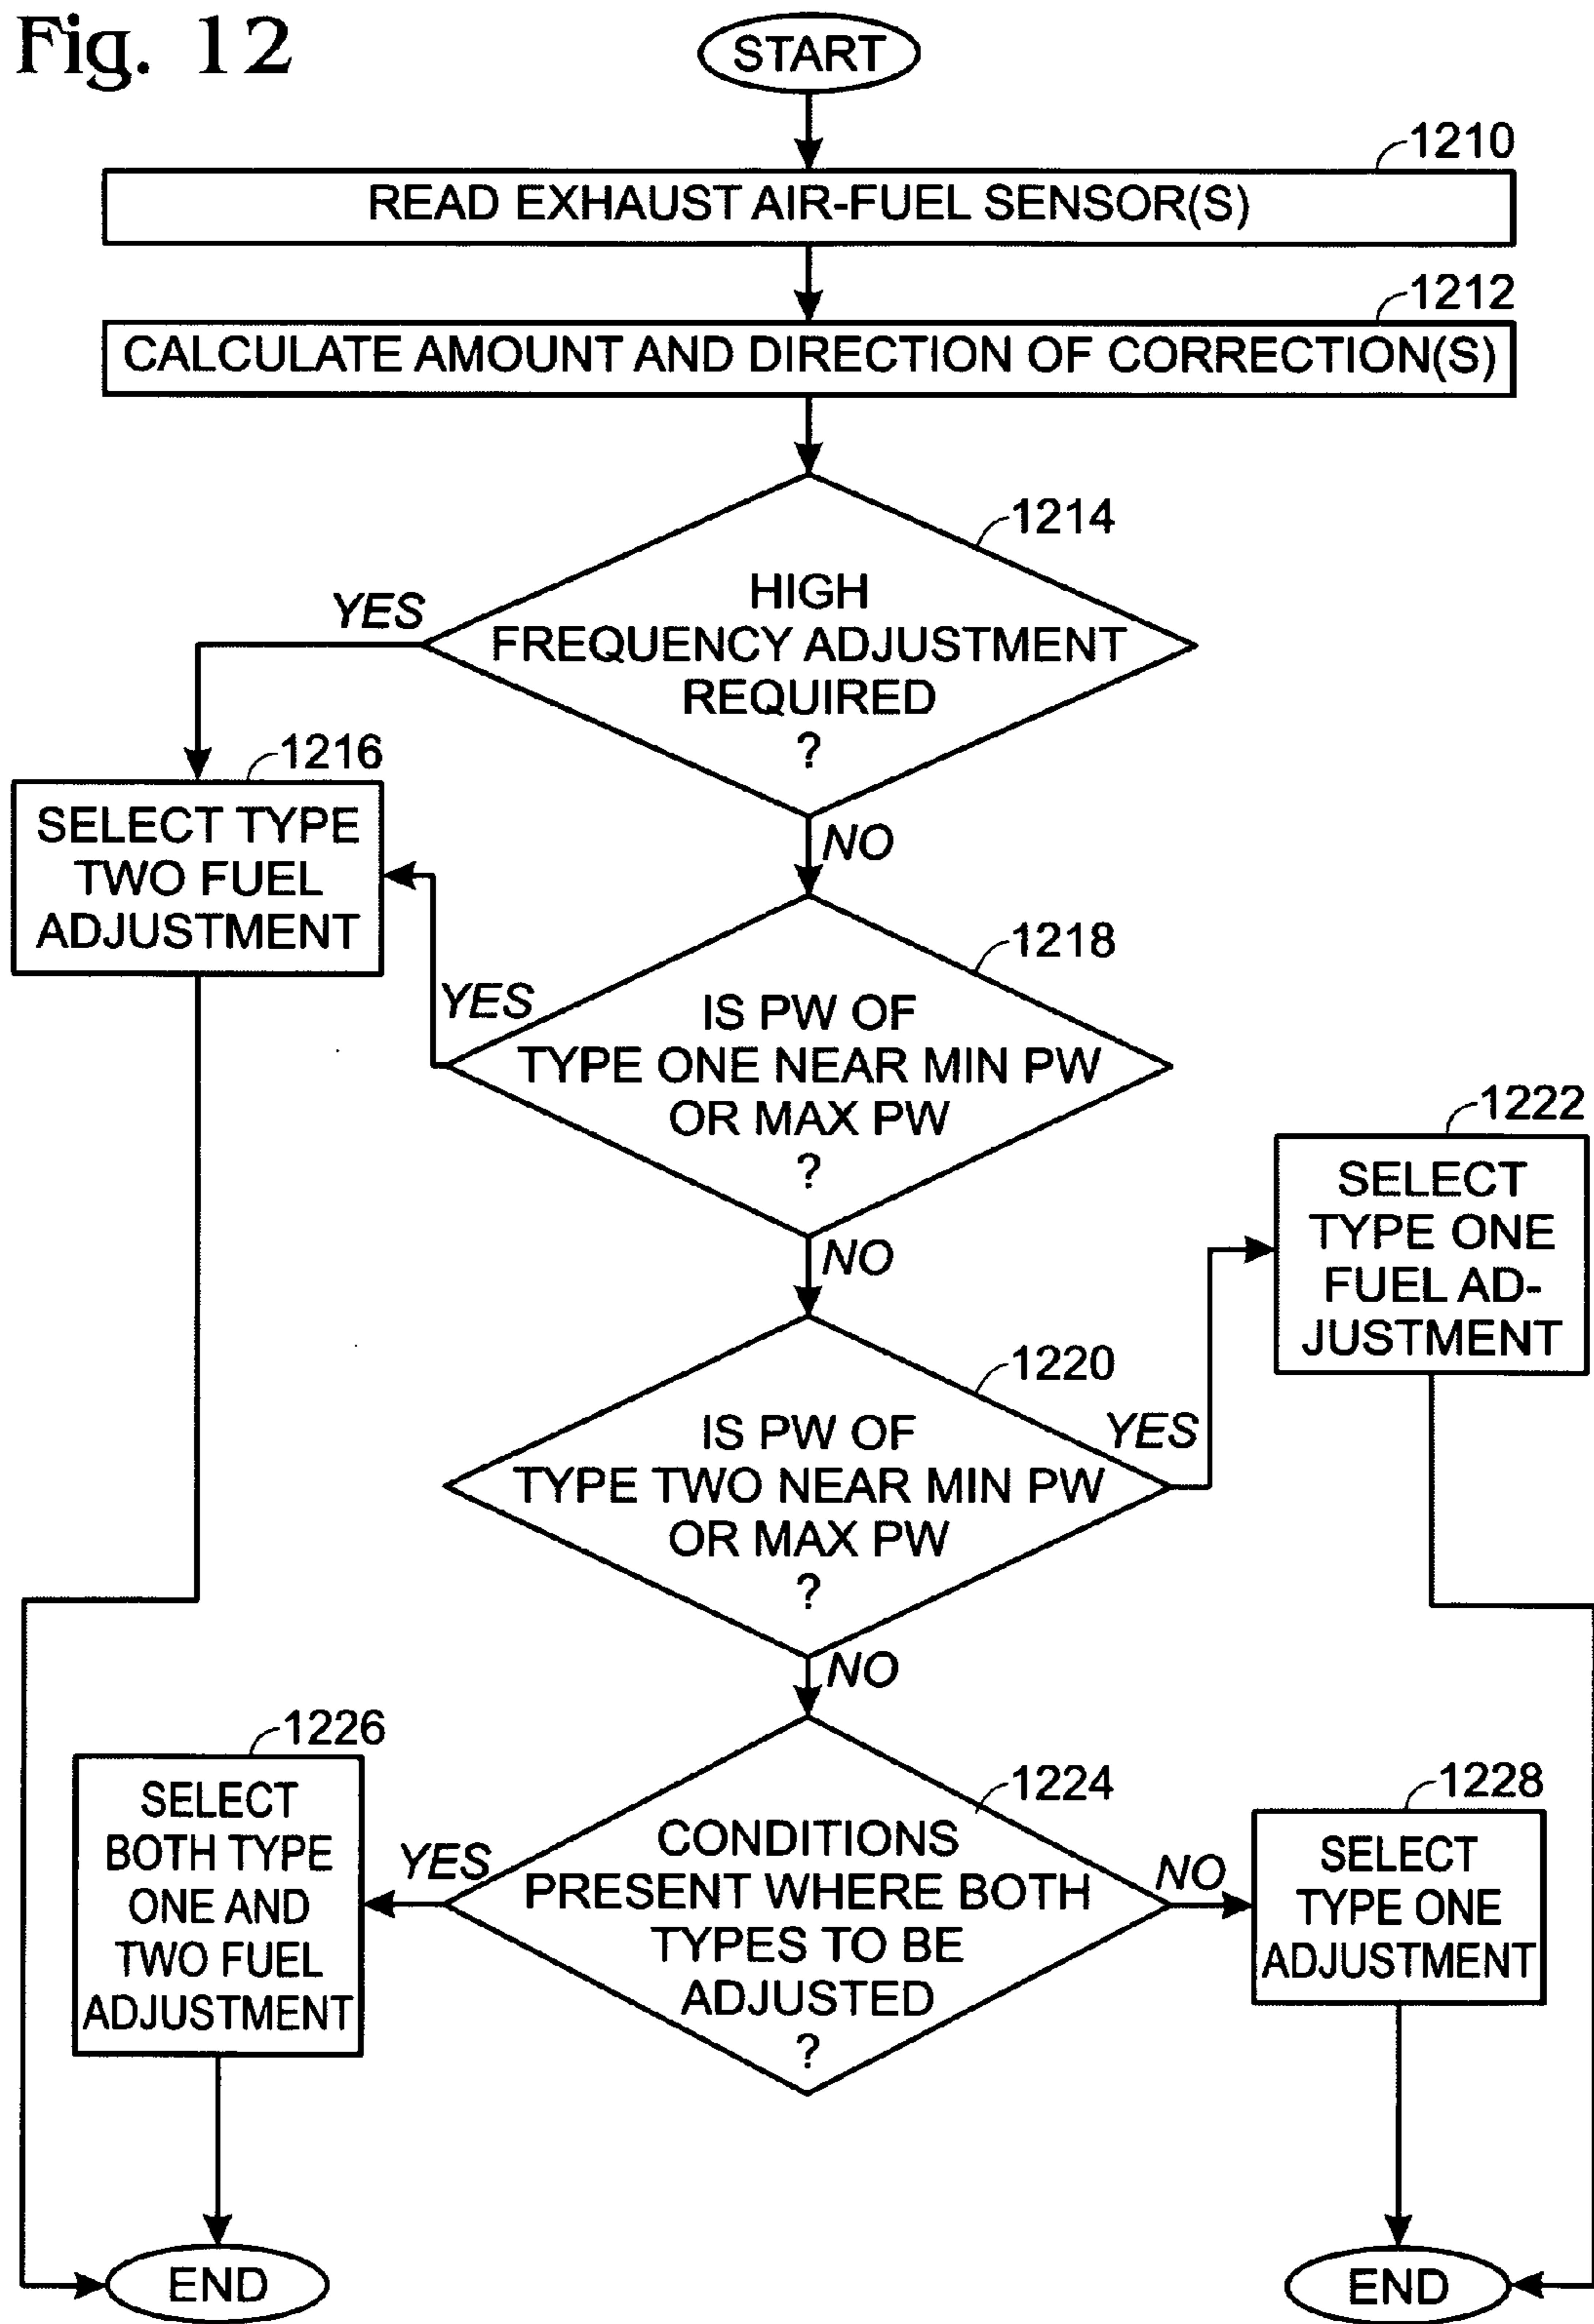 Fig. 12
START
1210
READ EXHAUST AIR-FUEL SENSOR(S)
1212
CALCULATE AMOUNT AND DIRECTION OF CORRECTION(S)
1214
HIGH
FREQUENCY ADJUSTMENT
REQUIRED
?
YES
NO
1216
SELECT TYPE
TWO FUEL
ADJUSTMENT
1218
IS PW OF
TYPE ONE NEAR MIN PW
OR MAX PW
?
YES
NO
1220
IS PW OF
TYPE TWO NEAR MIN PW
OR MAX PW
?
YES
NO
1222
SELECT
TYPE ONE
FUEL AD-
JUSTMENT
1224
CONDITIONS
PRESENT WHERE BOTH
TYPES TO BE
ADJUSTED
?
YES
NO
1226
SELECT
BOTH TYPE
ONE AND
TWO FUEL
ADJUSTMENT
1228
SELECT
TYPE ONE
ADJUSTMENT
END
END